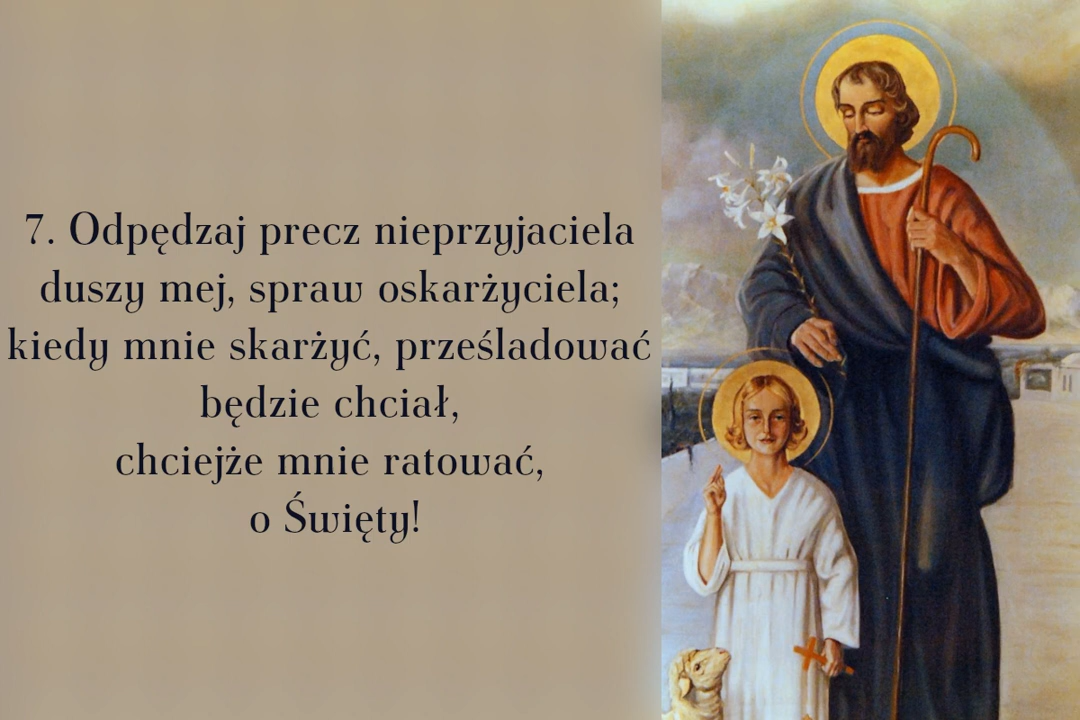 7. Odpędzaj precz nieprzyjaciela
duszy mej, spraw oskarżyciela;
kiedy mnie skarżyć, prześladować
będzie chciał,
chciejże mnie ratować,
o Święty!